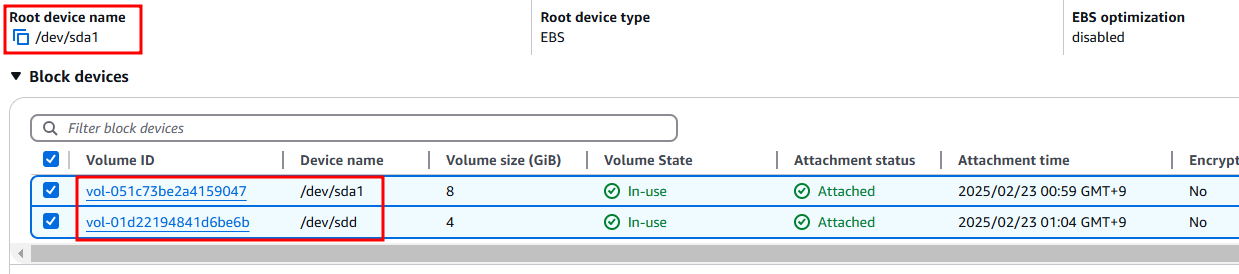 Root device name
/dev/sda1
Root device type
EBS
EBS optimization
disabled
Block devices
Filter block devices
Volume ID Device name Volume size (GiB) Volume State Attachment status Attachment time Encrypt
vol-051c73be2a4159047 /dev/sda1 8 In-use Attached 2025/02/23 00:59 GMT+9 No
vol-01d22194841d6be6b /dev/sdd 4 In-use Attached 2025/02/23 01:04 GMT+9 No